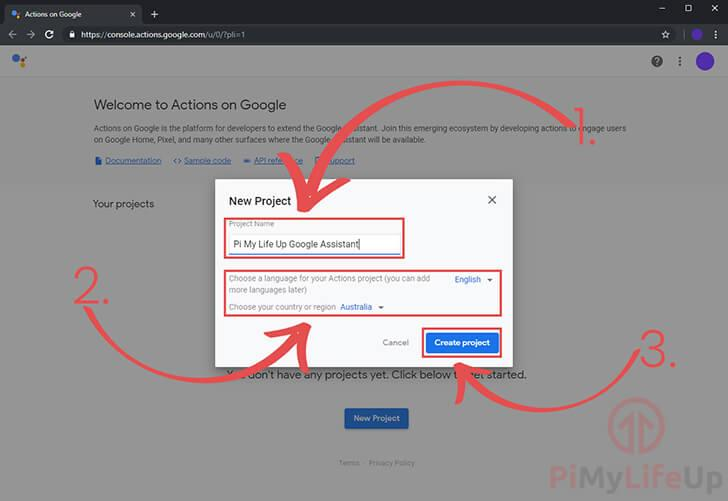 Actions on Google
https://console.actions.google.com/u/0/?pli=1
Welcome to Actions on Google
Actions on Google is the platform for developers to extend the Google Assistant. Join this emerging ecosystem by developing actions to engage users
on Google Home, Pixel, and many other surfaces where the Google Assistant will be available.
1.
Documentation <> Sample code API reference Support
Your projects
New Project
Project Name
Pi My Life Up Google Assistant
2.
Choose a language for your Actions project (you can add
more languages later)
English
Choose your country or region Australia
Cancel
Create project
3.
don't have any projects yet. Click below to get started.
New Project
Terms · Privacy Policy
PiMyLifeUp